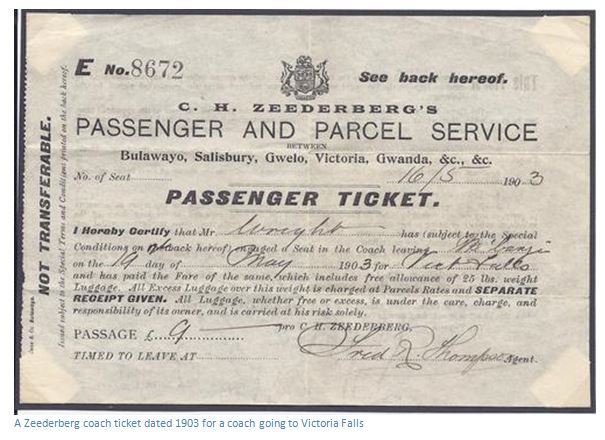 E No. 8672
See back hereof.
C. H. ZEEDERBERG'S
PASSENGER AND PARCEL SERVICE
BETWEEN
Bulawayo, Salisbury, Gwelo, Victoria, Gwanda, &c., &c.
No. of Seat 16/5 1903
PASSENGER TICKET.
I Hereby Certify that Mr. Wright has (subject to the Special
Conditions on back hereof) engaged a Seat in the Coach leaving
on the 19 day of May 1903 for Vict Falls
and has paid the Fare of the same, which includes free allowance of 25 lbs. weight
Luggage. All Excess Luggage over this weight is charged at Parcels Rates and SEPARATE
RECEIPT GIVEN. All Luggage, whether free or excess, is under the care, charge, and
responsibility of its owner, and is carried at his risk solely.
pro C. H. ZEEDERBERG,
PASSAGE £ 9
Fred R. Thompson Agent.
TIMED TO LEAVE AT
NOT TRANSFERABLE.
Issued subject to the Special Terms and Conditions printed on the back hereof.
A Zeederberg coach ticket dated 1903 for a coach going to Victoria Falls